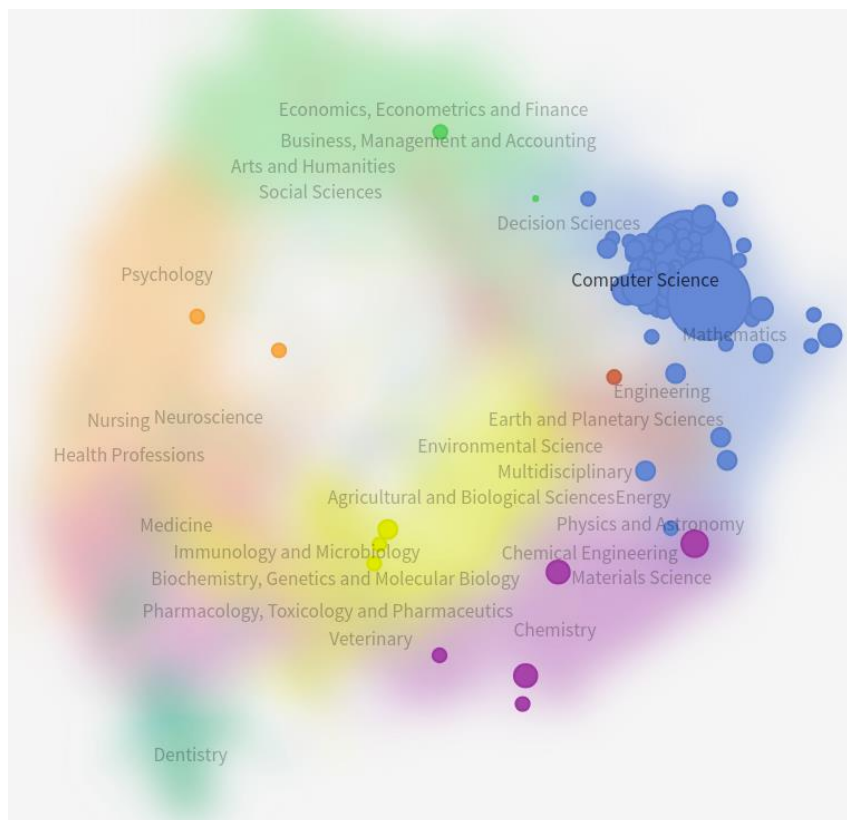 Economics, Econometrics and Finance
Business, Management and Accounting
Arts and Humanities
Social Sciences
Decision Sciences
Psychology
Computer Science
Mathematics
Engineering
Nursing
Neuroscience
Earth and Planetary Sciences
Environmental Science
Health Professions
Multidisciplinary
Agricultural and Biological Sciences
Energy
Medicine
Physics and Astronomy
Immunology and Microbiology
Chemical Engineering
Biochemistry, Genetics and Molecular Biology
Materials Science
Pharmacology, Toxicology and Pharmaceutics
Chemistry
Veterinary
Dentistry